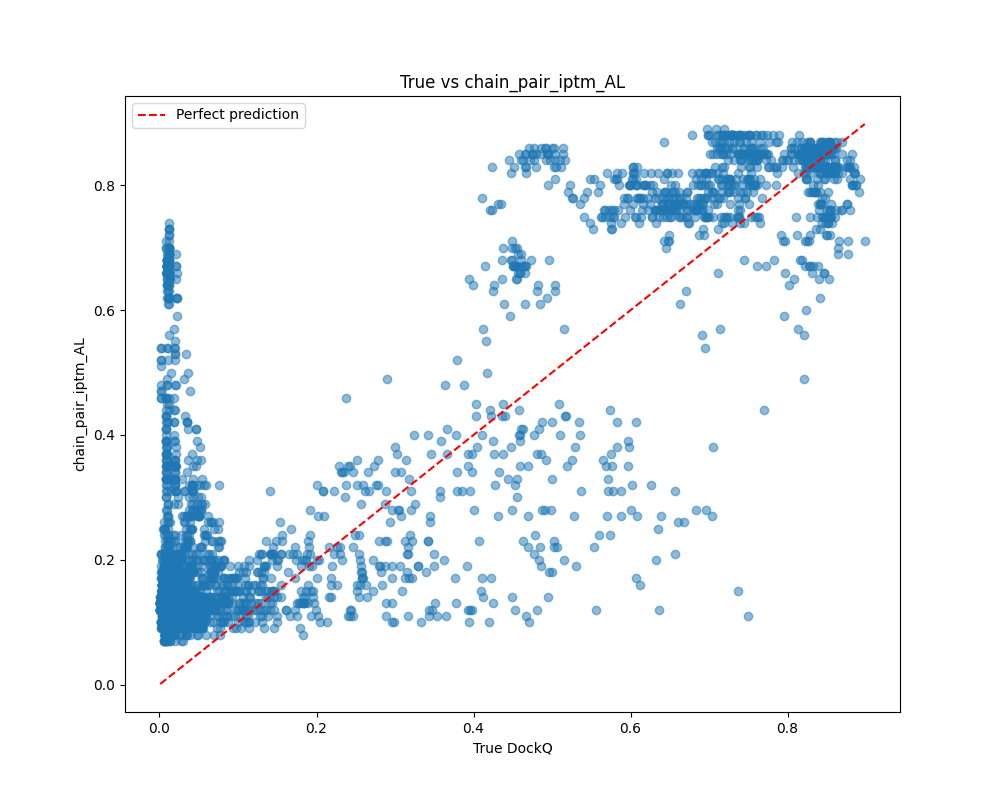 True vs chain_pair_iptm_AL
Perfect prediction
chain_pair_iptm_AL
0.8
0.6
0.4
0.2
0.0
0.0 0.2 0.4 0.6 0.8
True DockQ